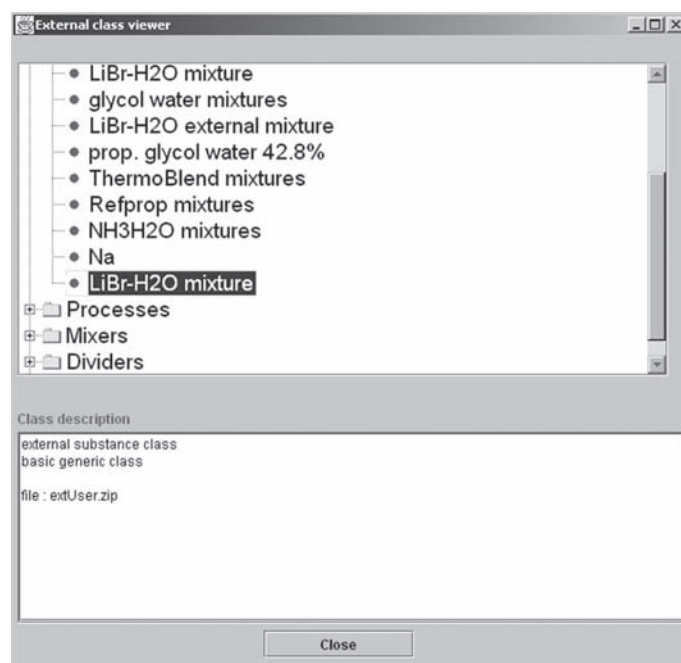 External class viewer
LiBr-H2O mixture
glycol water mixtures
LiBr-H2O external mixture
prop. glycol water 42.8%
ThermoBlend mixtures
Refprop mixtures
NH3H2O mixtures
Na
LiBr-H2O mixture
Processes
Mixers
Dividers
Class description
external substance class
basic generic class
file : extUser.zip
Close